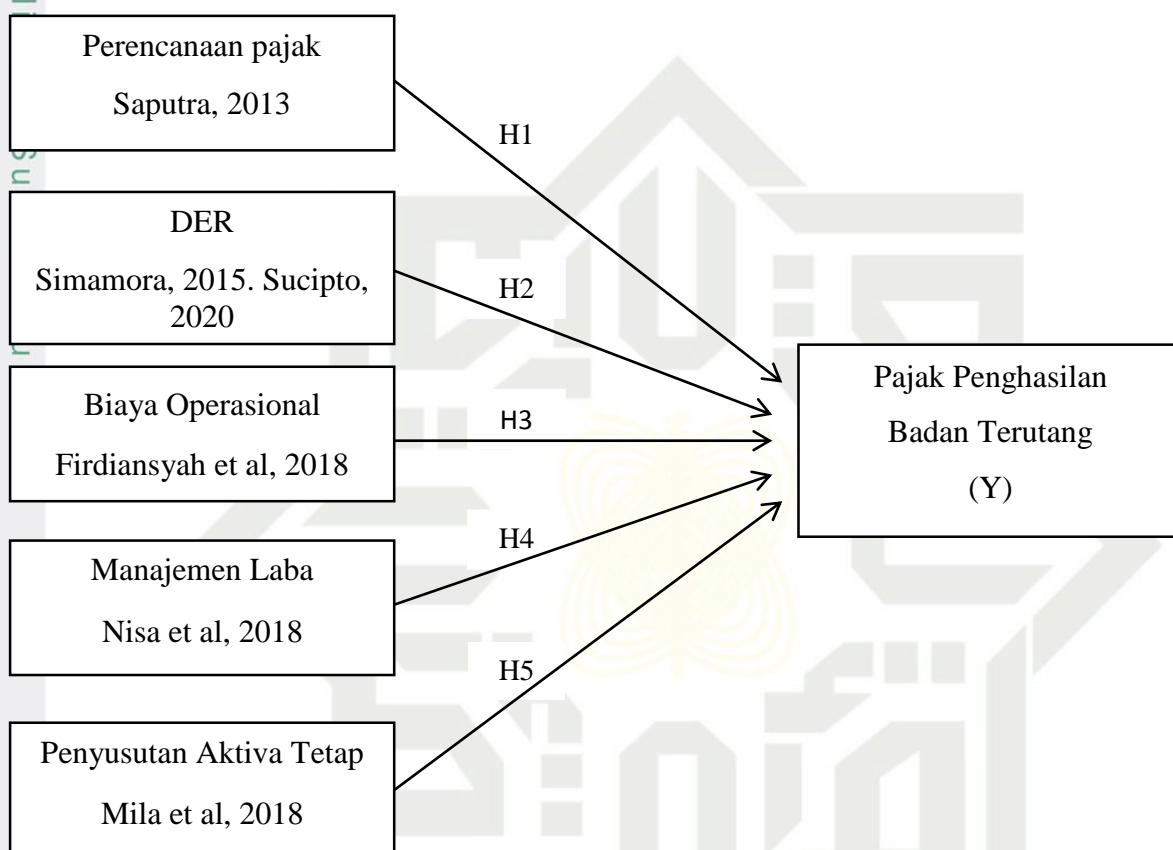 Perencanaan pajak
Saputra, 2013
H1
DER
Simamora, 2015. Sucipto,
2020
H2
Biaya Operasional
Firdiansyah et al, 2018
H3
Manajemen Laba
Nisa et al, 2018
H4
Penyusutan Aktiva Tetap
Mila et al, 2018
H5
Pajak Penghasilan
Badan Terutang
(Y)